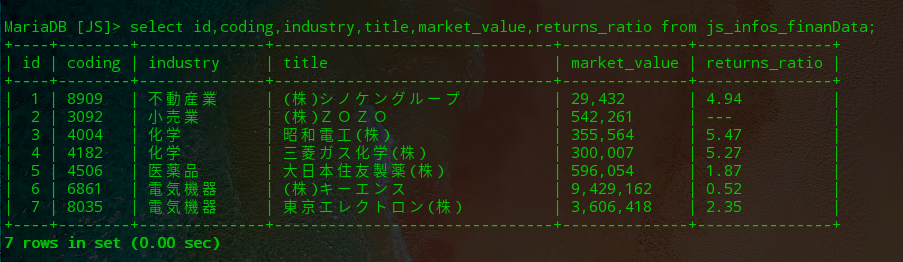 MariaDB [JS]> select id,coding,industry,title,market_value,returns_ratio from js_infos_finanData;
+----+--------+--------------+-------------------------------+--------------+---------------+
| id | coding | industry | title | market_value | returns_ratio |
+----+--------+--------------+-------------------------------+--------------+---------------+
| 1 | 8909 | 不動産業 | (株)シノケングループ | 29,432 | 4.94 |
| 2 | 3092 | 小売業 | (株)ＺＯＺＯ | 542,261 | --- |
| 3 | 4004 | 化学 | 昭和電工(株) | 355,564 | 5.47 |
| 4 | 4182 | 化学 | 三菱ガス化学(株) | 300,007 | 5.27 |
| 5 | 4506 | 医薬品 | 大日本住友製薬(株) | 596,054 | 1.87 |
| 6 | 6861 | 電気機器 | (株)キーエンス | 9,429,162 | 0.52 |
| 7 | 8035 | 電気機器 | 東京エレクトロン(株) | 3,606,418 | 2.35 |
+----+--------+--------------+-------------------------------+--------------+---------------+
7 rows in set (0.00 sec)